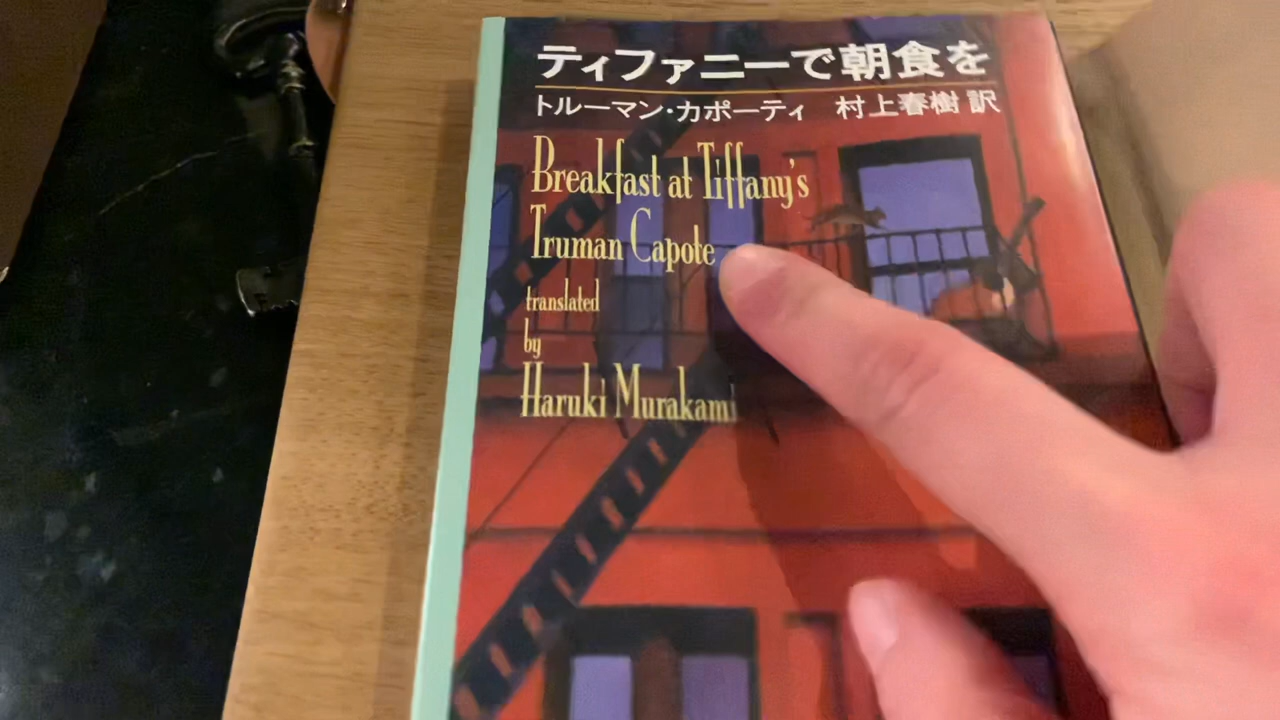 ティファニーで朝食を
トルーマン・カポーティ 村上春樹 訳
Breakfast at Tiffany's
Truman Capote
translated
by
Haruki Murakami